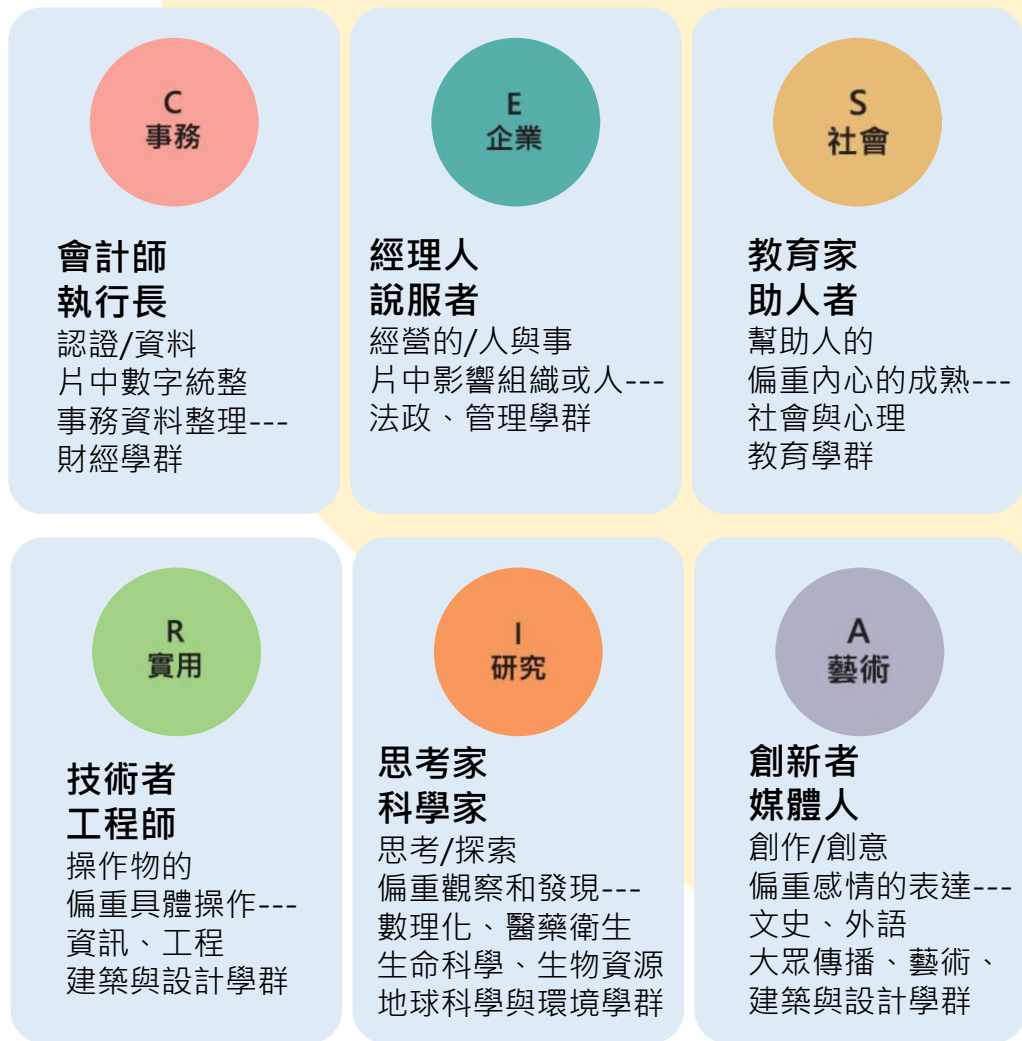 C
事務
會計師
執行長
認證/資料
片中數字統整
事務資料整理---
財經學群
E
企業
經理人
說服者
經營的/人與事
片中影響組織或人---
法政、管理學群
S
社會
教育家
助人者
幫助人的
偏重內心的成熟---
社會與心理
教育學群
R
實用
技術者
工程師
操作物的
偏重具體操作---
資訊、工程
建築與設計學群
I
研究
思考家
科學家
思考/探索
偏重觀察和發現---
數理化、醫藥衛生
生命科學、生物資源
地球科學與環境學群
A
藝術
創新者
媒體人
創作/創意
偏重感情的表達---
文史、外語
大眾傳播、藝術、
建築與設計學群